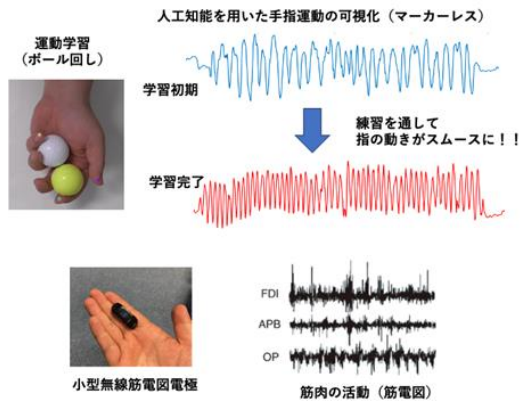 人工知能を用いた手指運動の可視化（マーカーレス）
運動学習
（ボール回し）
学習初期
練習を通して
指の動きがスムースに！！
学習完了
小型無線筋電図電極
FDI
APB
OP
筋肉の活動（筋電図）